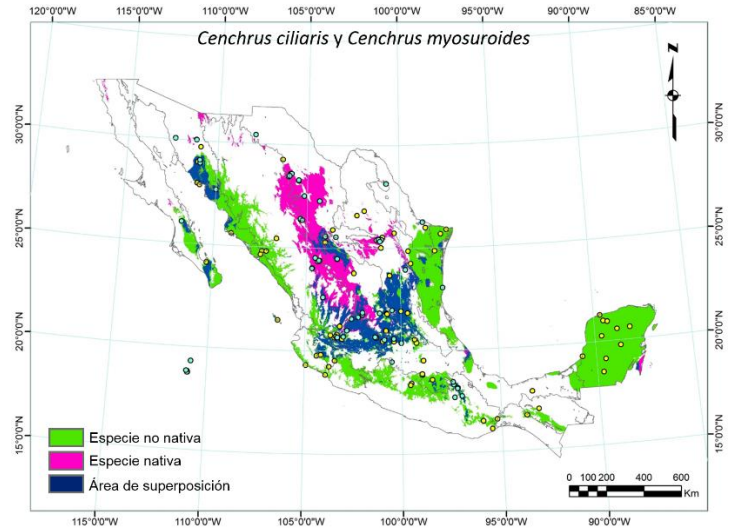 120°0'0"O 115°0'0"O 110°0'0"O 105°0'0"O 100°0'0"O 95°0'0"O 90°0'0"O 85°0'0"O
Cenchrus ciliaris y Cenchrus myosuroides
N
30°0'0"N 30°0'0"N
25°0'0"N 25°0'0"N
20°0'0"N 20°0'0"N
15°0'0"N 15°0'0"N
Especie no nativa
Especie nativa
Área de superposición
0 100 200 400 600
Km
115°0'0"O 110°0'0"O 105°0'0"O 100°0'0"O 95°0'0"O 90°0'0"O